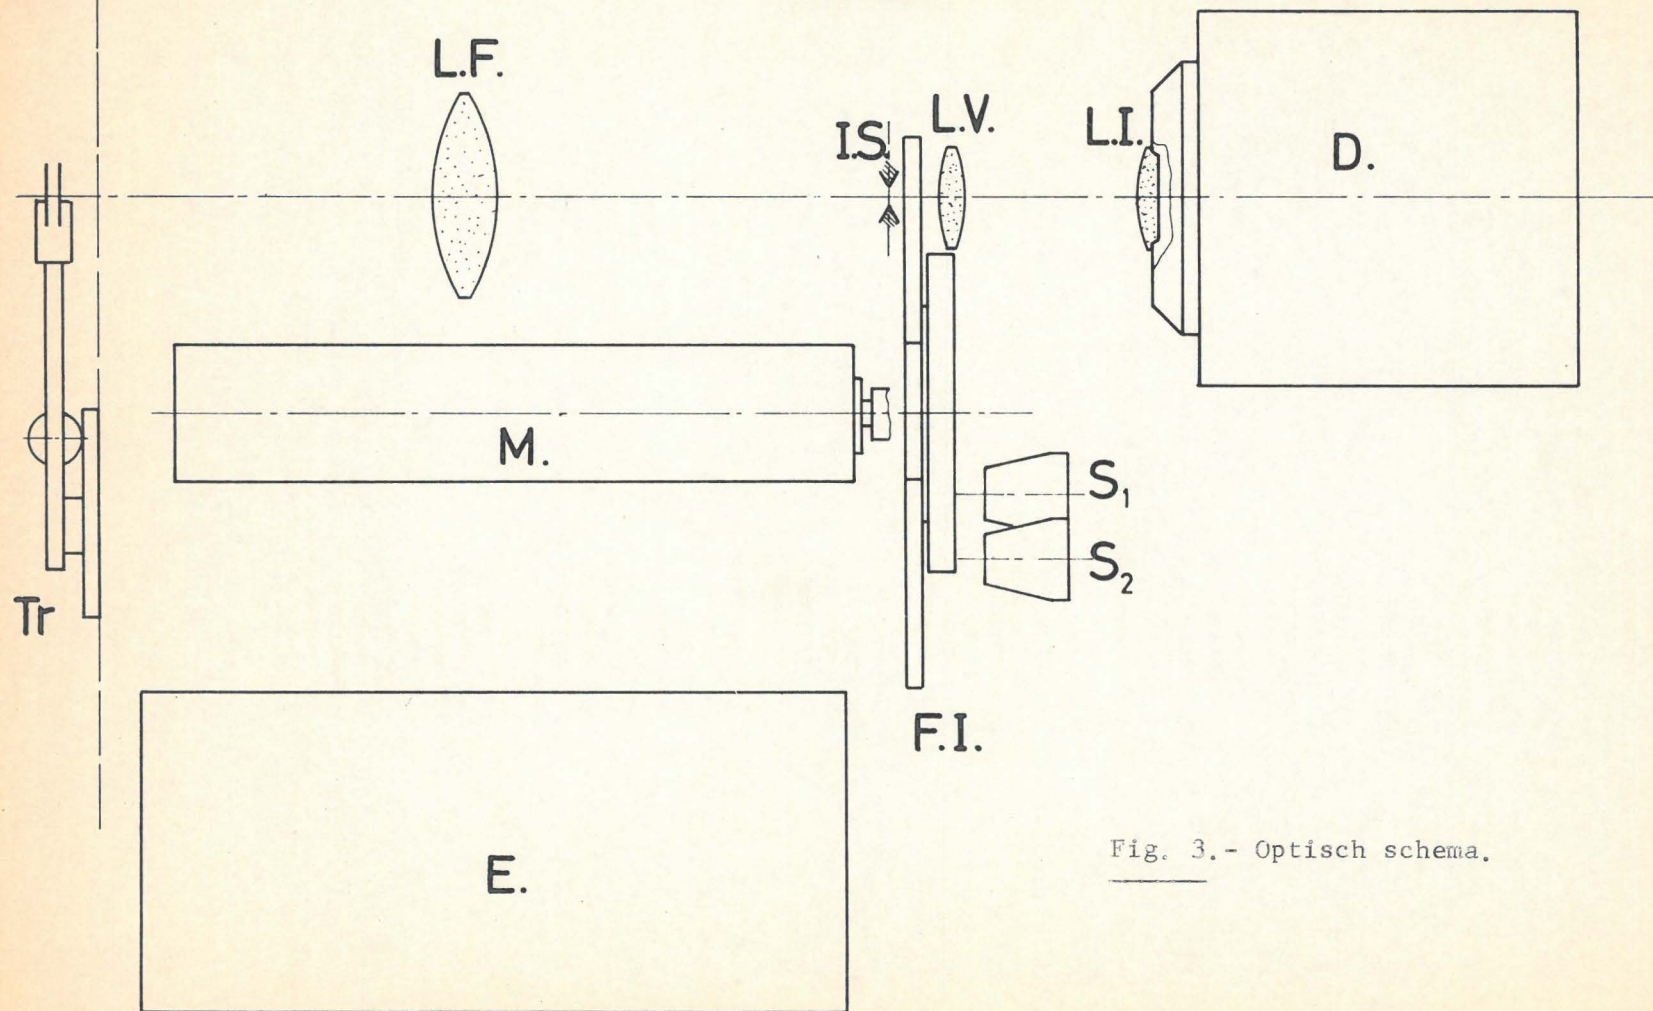 L.F.
I.S.
L.V.
L.I.
D.
M.
S₁
S₂
Tr
F.I.
E.
Fig. 3.- Optisch schema.